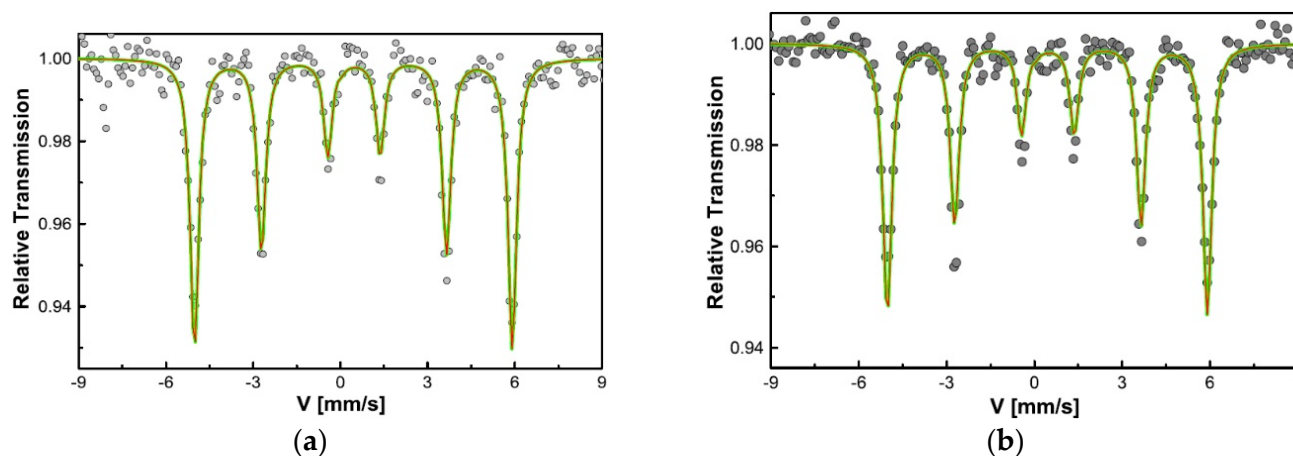 Relative Transmission
1.00
0.98
0.96
0.94
-9 -6 -3 0 3 6 9
V [mm/s]
(a)
Relative Transmission
1.00
0.98
0.96
0.94
-9 -6 -3 0 3 6
V [mm/s]
(b)